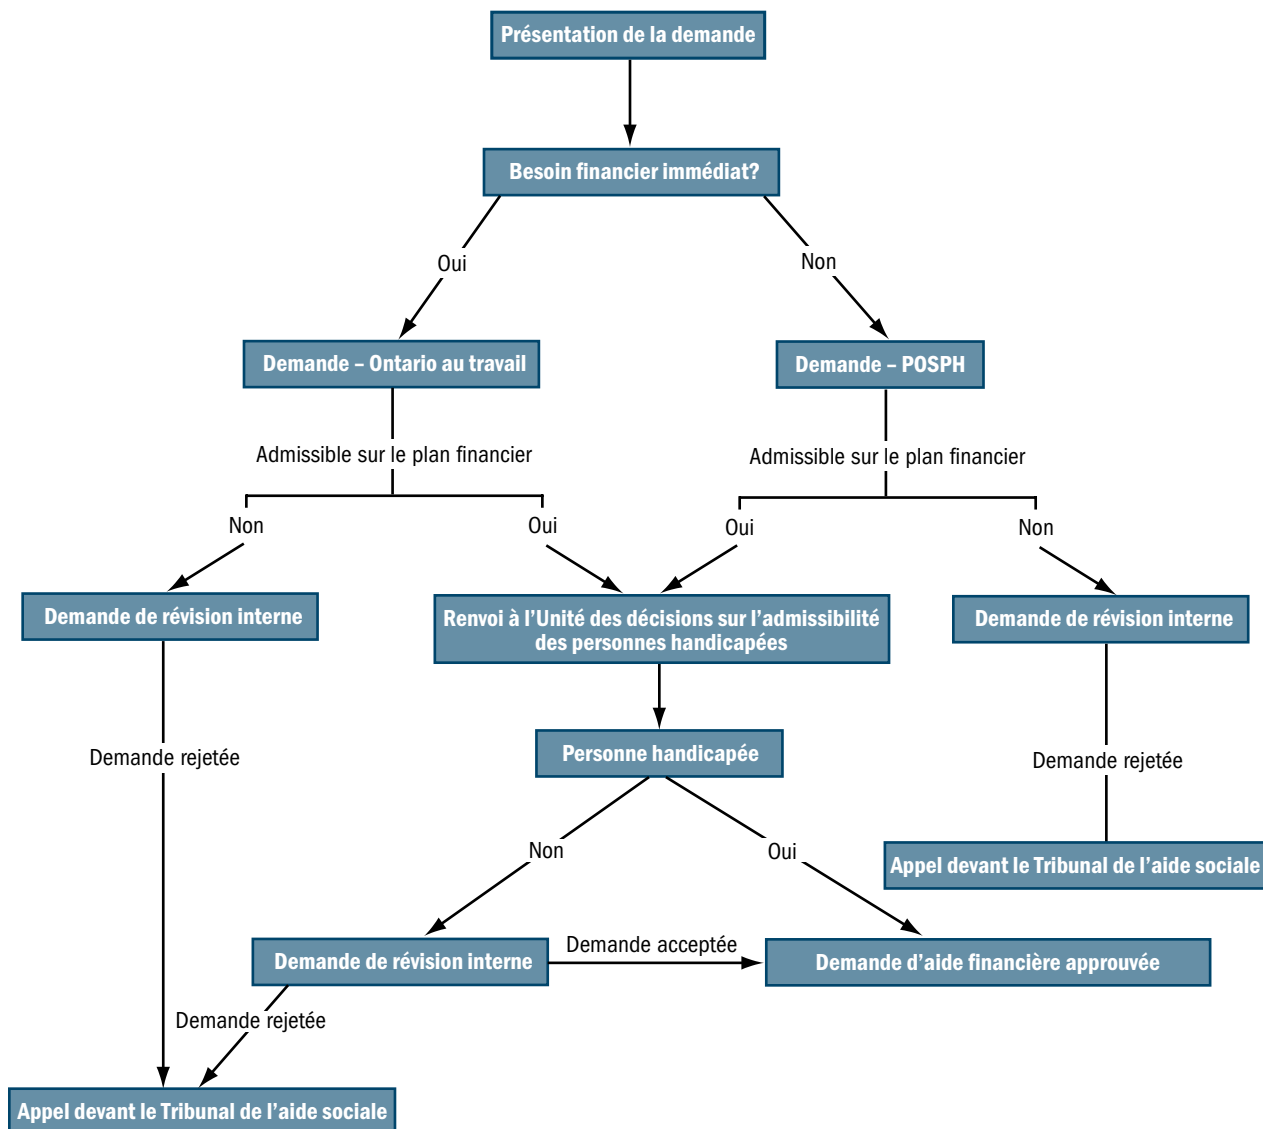 Présentation de la demande
Besoin financier immédiat?
Oui
Non
Demande – Ontario au travail
Demande – POSPH
Admissible sur le plan financier
Admissible sur le plan financier
Non
Oui
Oui
Non
Demande de révision interne
Renvoi à l’Unité des décisions sur l’admissibilité
des personnes handicapées
Demande de révision interne
Demande rejetée
Personne handicapée
Demande rejetée
Non
Oui
Appel devant le Tribunal de l’aide sociale
Demande de révision interne
Demande acceptée
Demande d’aide financière approuvée
Demande rejetée
Appel devant le Tribunal de l’aide sociale